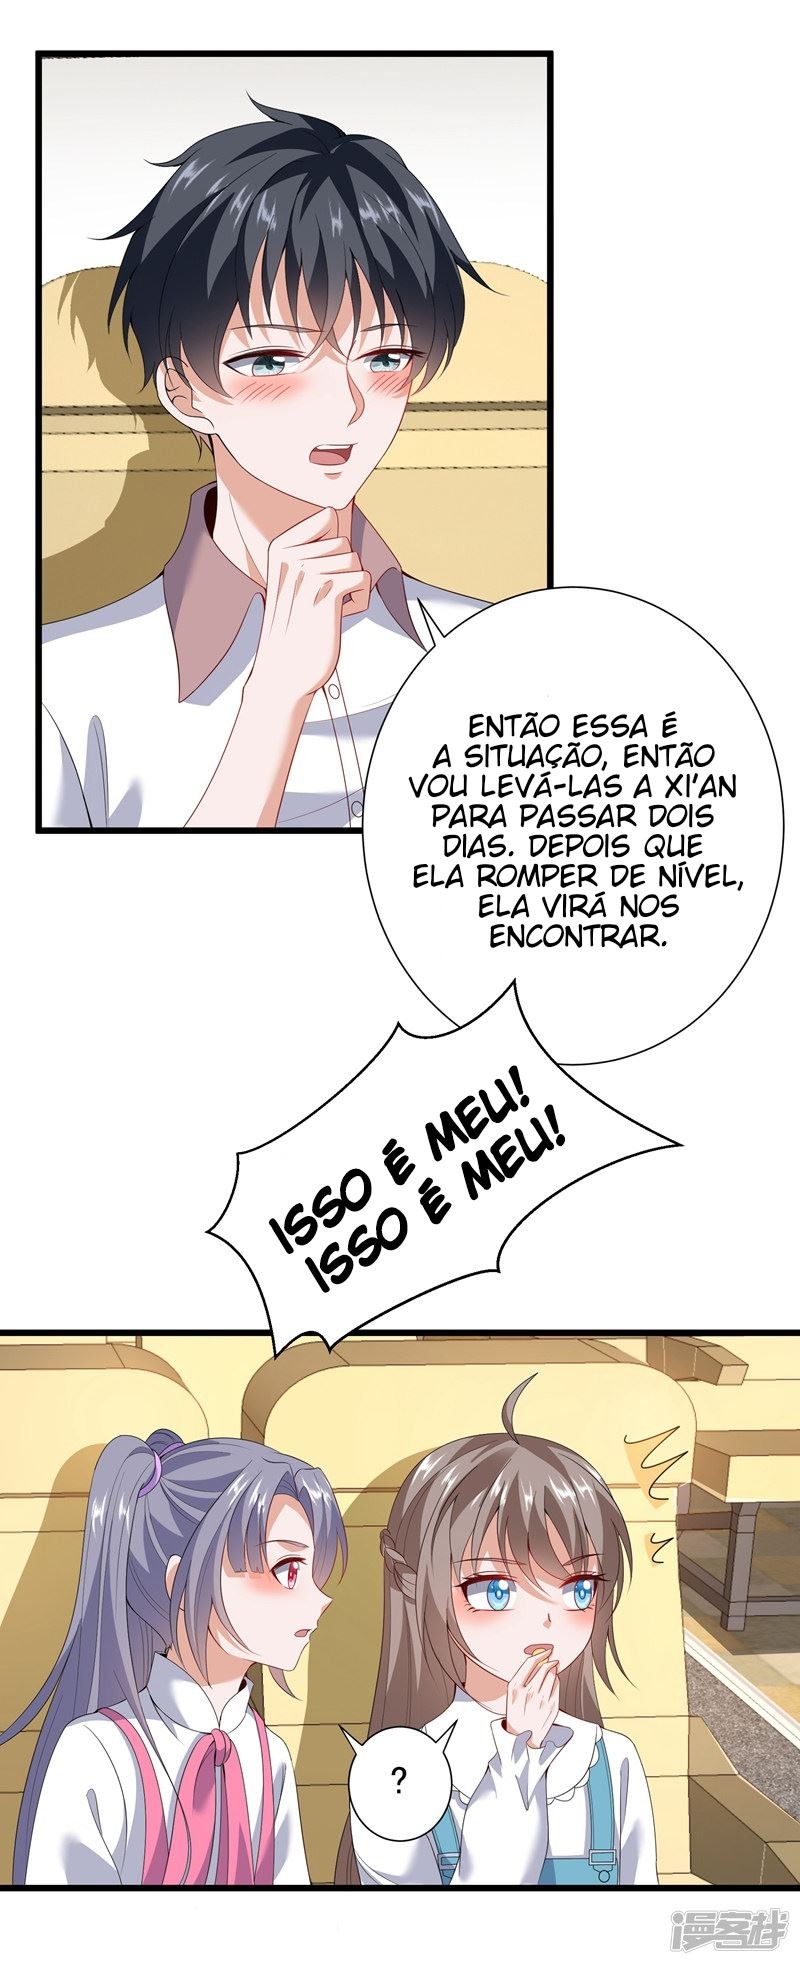 ENTÃO ESSA É
A SITUAÇÃO, ENTÃO
VOU LEVÁ-LAS A XI'AN
PARA PASSAR DOIS
DIAS. DEPOIS QUE
ELA ROMPER DE NÍVEL,
ELA VIRÁ NOS
ENCONTRAR.
ISSO É MEU!
ISSO É MEU!
?
漫客栈